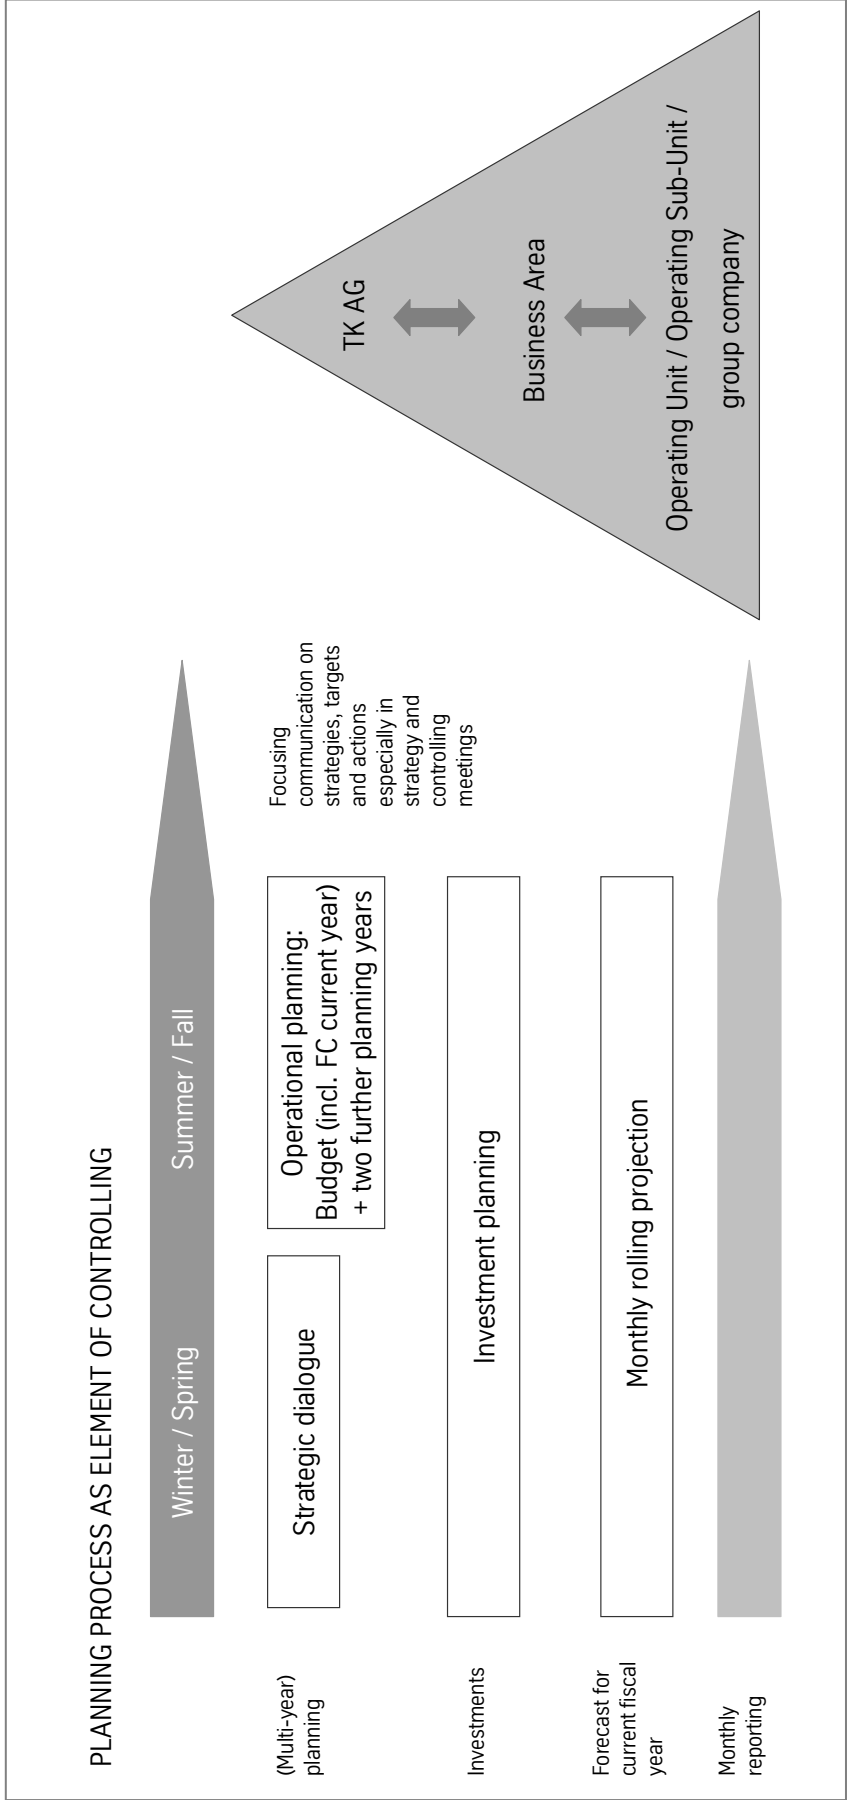 PLANNING PROCESS AS ELEMENT OF CONTROLLING
Winter / Spring
Summer / Fall
(Multi-year)
planning
Strategic dialogue
Operational planning:
Budget (incl. FC current year)
+ two further planning years
Focusing
communication on
strategies, targets
and actions
especially in
strategy and
controlling
meetings
Investments
Investment planning
Forecast for
current fiscal
year
Monthly rolling projection
Monthly
reporting
TK AG
Business Area
Operating Unit / Operating Sub-Unit /
group company